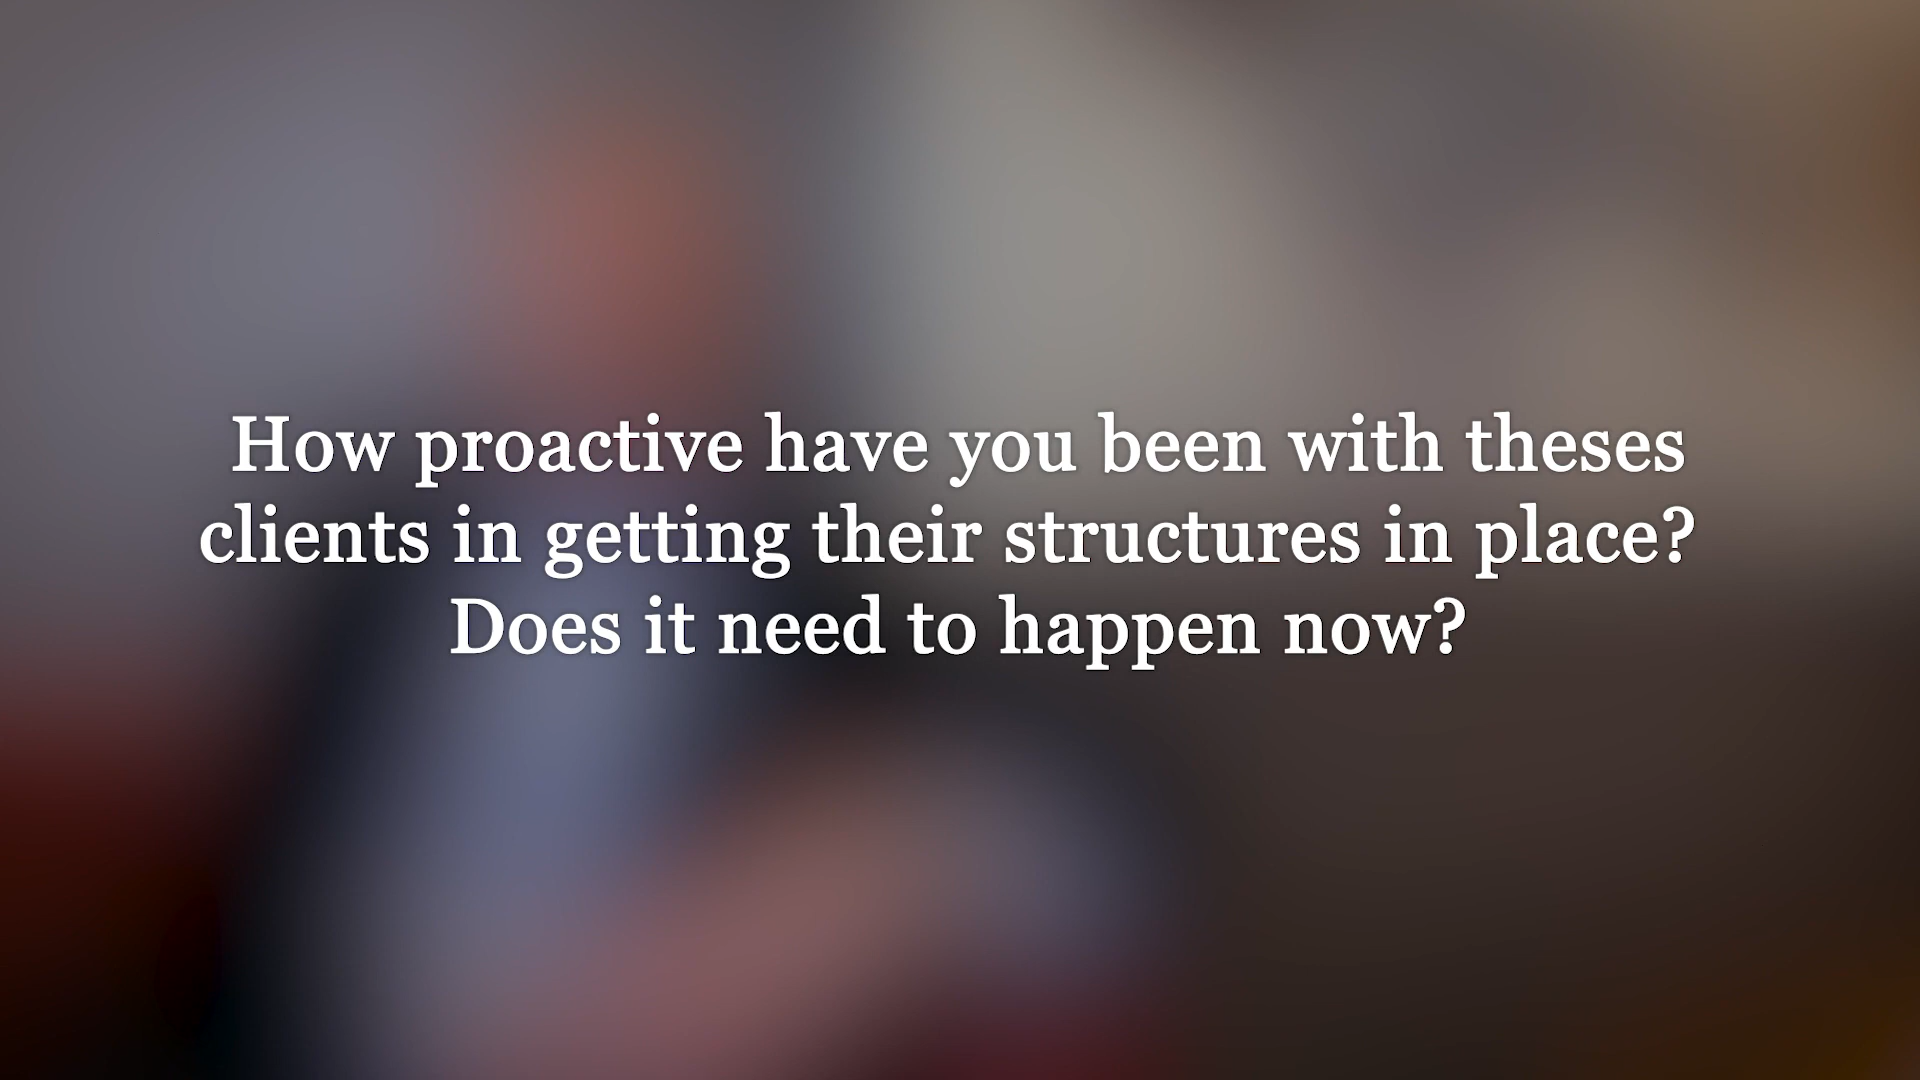 How proactive have you been with theses
clients in getting their structures in place?
Does it need to happen now?